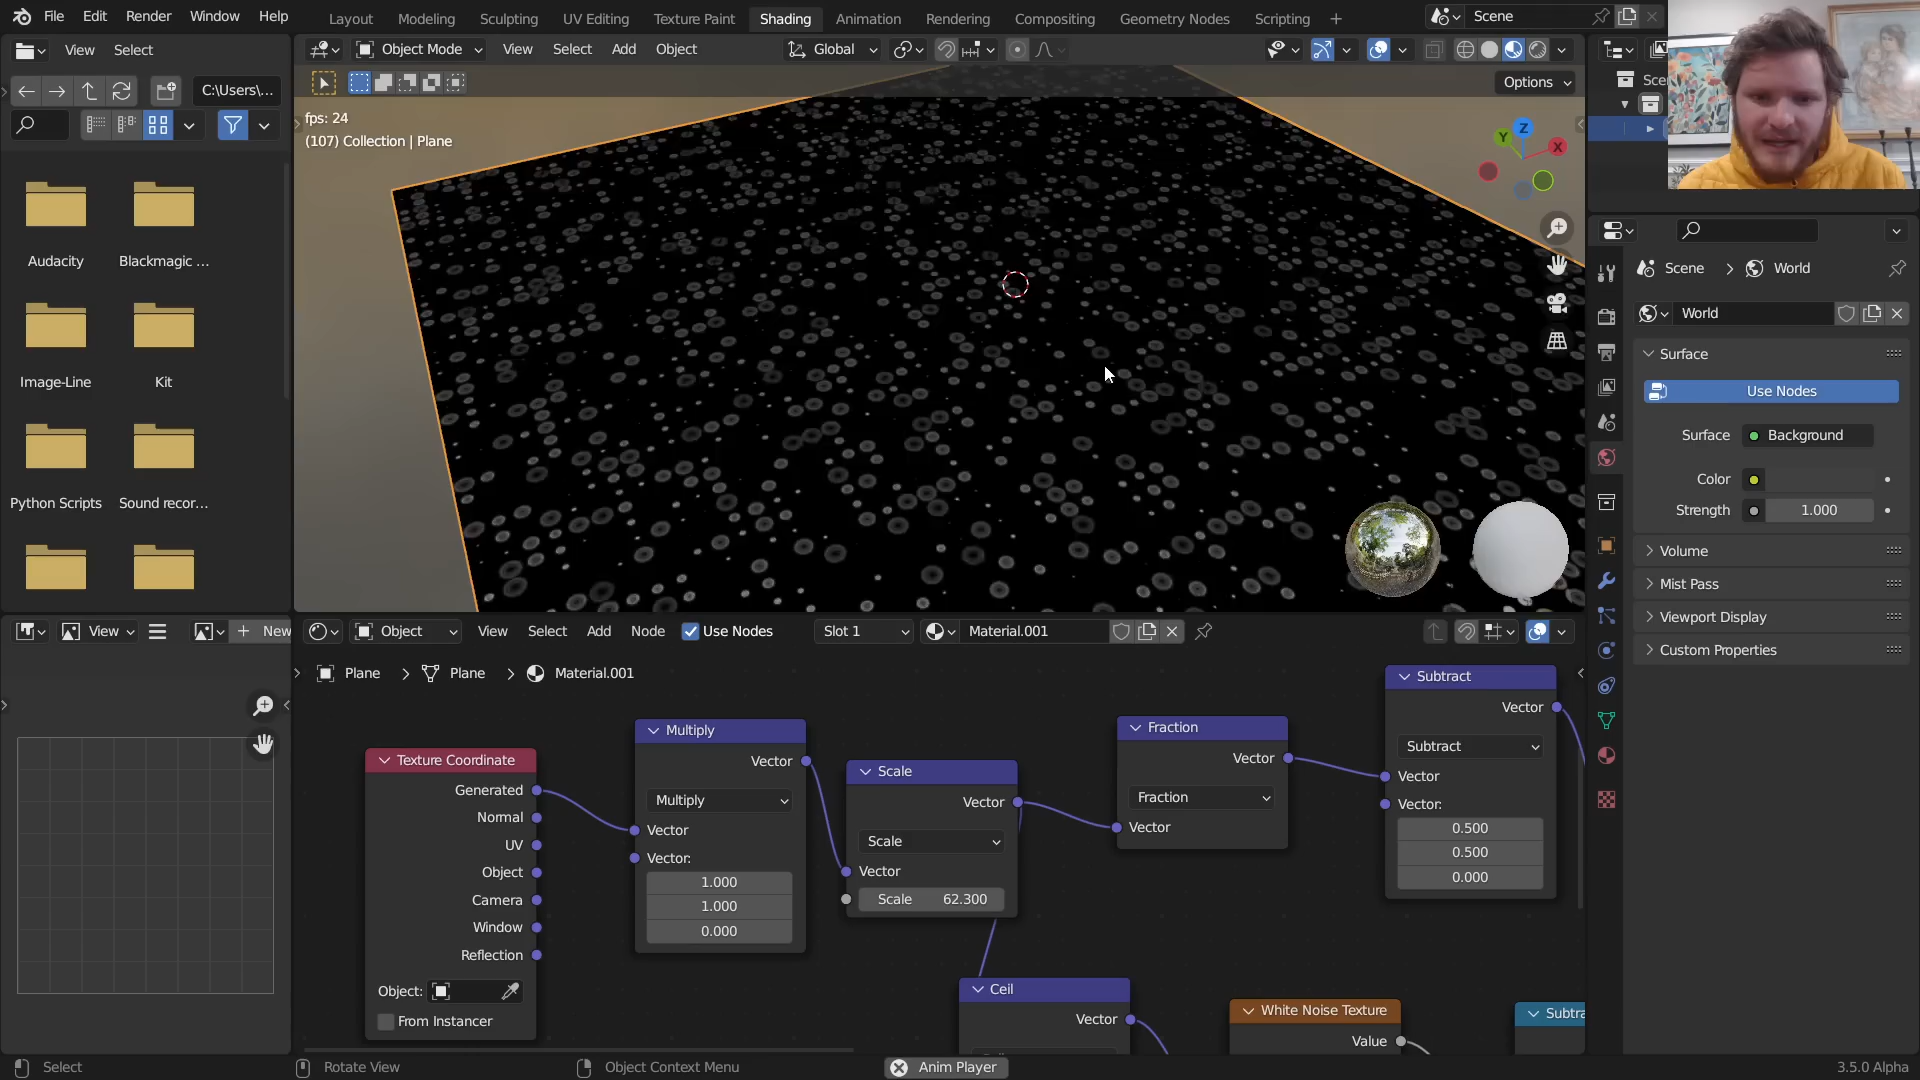 File Edit Render Window Help
Layout Modeling Sculpting UV Editing Texture Paint Shading Animation Rendering Compositing Geometry Nodes Scripting +
Scene
View Select
Object Mode View Select Add Object Global
C:\Users\...
Options
fps: 24
(107) Collection | Plane
Z
Y
X
Audacity
Blackmagic ...
Image-Line
Kit
Python Scripts
Sound recor...
Scene > World
World
Surface
Use Nodes
Surface Background
Color
Strength 1.000
Volume
Mist Pass
Viewport Display
Custom Properties
View
New
Object View Select Add Node Use Nodes Slot 1 Material.001
Plane > Plane > Material.001
Texture Coordinate
Generated
Normal
UV
Object
Camera
Window
Reflection
Object:
From Instancer
Multiply
Vector
Multiply
Vector
Vector:
1.000
1.000
0.000
Scale
Vector
Scale
Vector
Scale 62.300
Fraction
Vector
Fraction
Vector
Subtract
Vector
Subtract
Vector
Vector:
0.500
0.500
0.000
Ceil
Vector
White Noise Texture
Value
Subtra
Select
Rotate View
Object Context Menu
Anim Player
3.5.0 Alpha